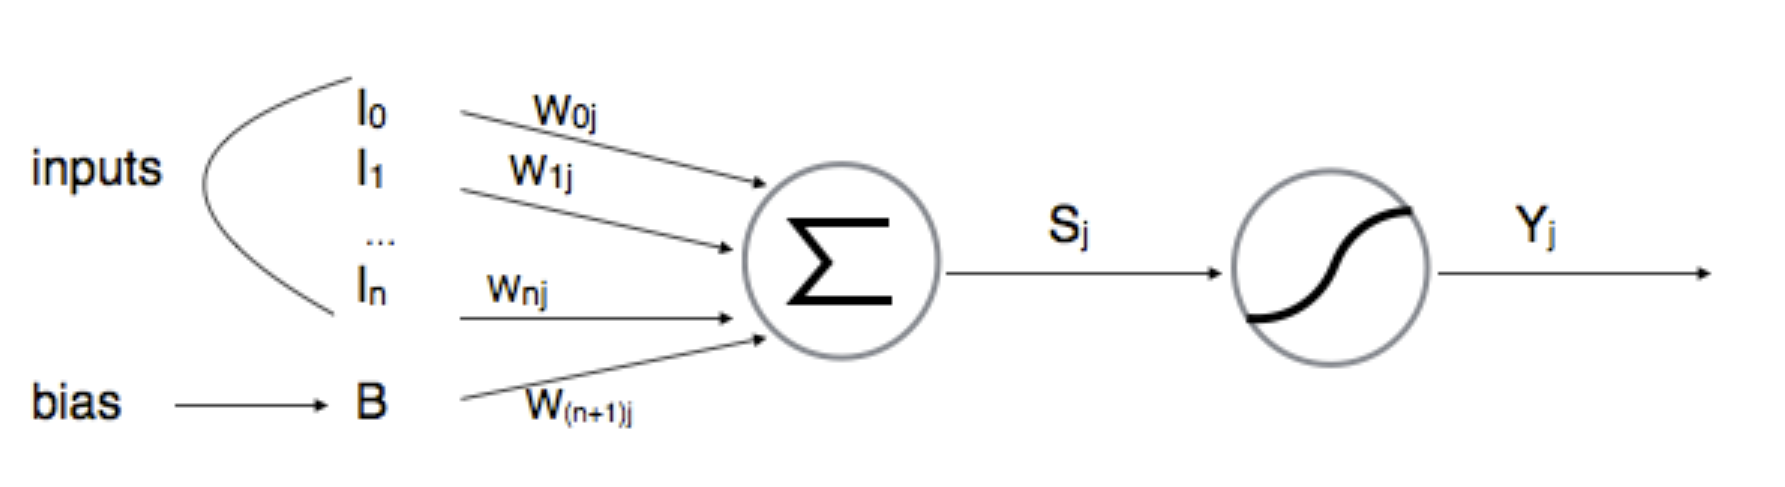 I0 W0j
inputs I1 W1j
...
In Wnj
bias B W(n+1)j
Σ
Sj
Yj